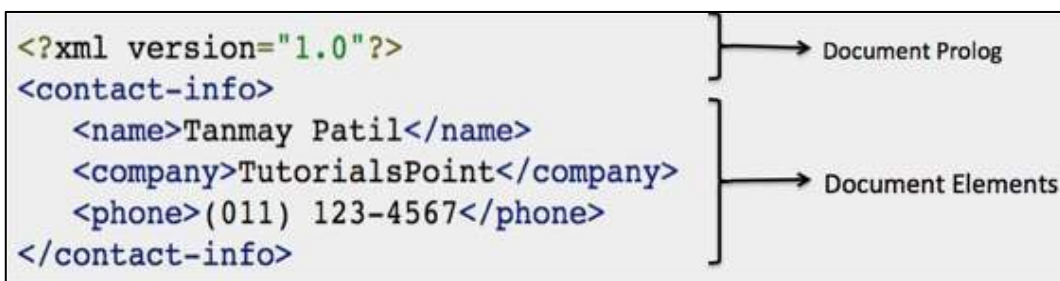 <?xml version="1.0"?>
Document Prolog
<contact-info>
<name>Tanmay Patil</name>
<company>TutorialsPoint</company>
<phone>(011) 123-4567</phone>
</contact-info>
Document Elements